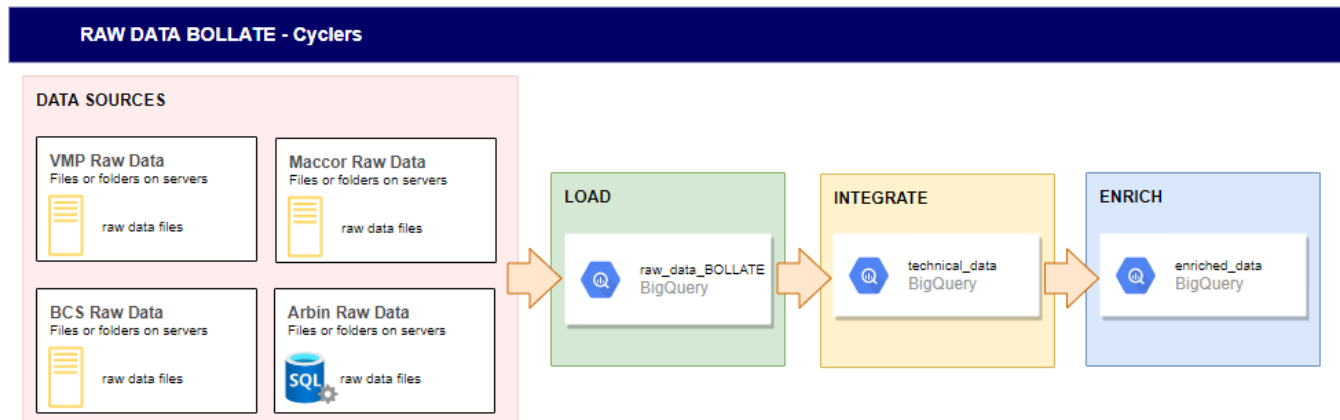 RAW DATA BOLLATE - Cyclers
DATA SOURCES
VMP Raw Data
Files or folders on servers
raw data files
Maccor Raw Data
Files or folders on servers
raw data files
BCS Raw Data
Files or folders on servers
raw data files
Arbin Raw Data
Files or folders on servers
SQL
raw data files
LOAD
raw_data_BOLLATE
BigQuery
INTEGRATE
technical_data
BigQuery
ENRICH
enriched_data
BigQuery